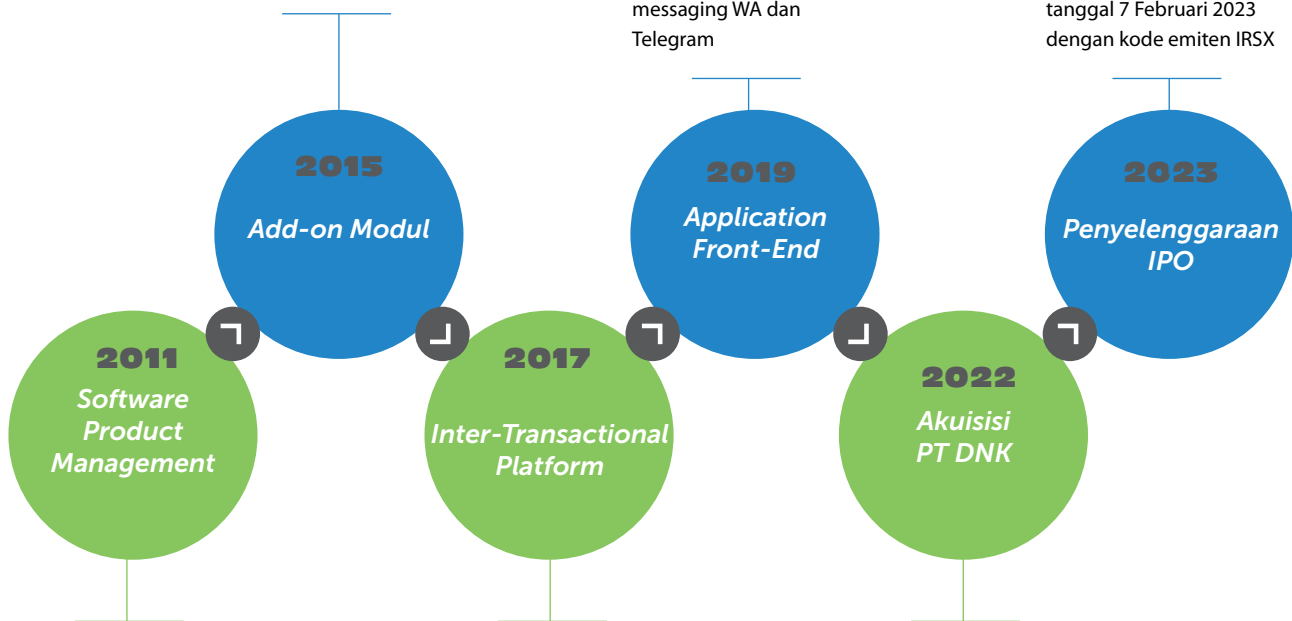 messaging WA dan
Telegram
tanggal 7 Februari 2023
dengan kode emiten IRSX
2011
Software
Product
Management
2015
Add-on Modul
2017
Inter-Transactional
Platform
2019
Application
Front-End
2022
Akuisisi
PT DNK
2023
Penyelenggaraan
IPO